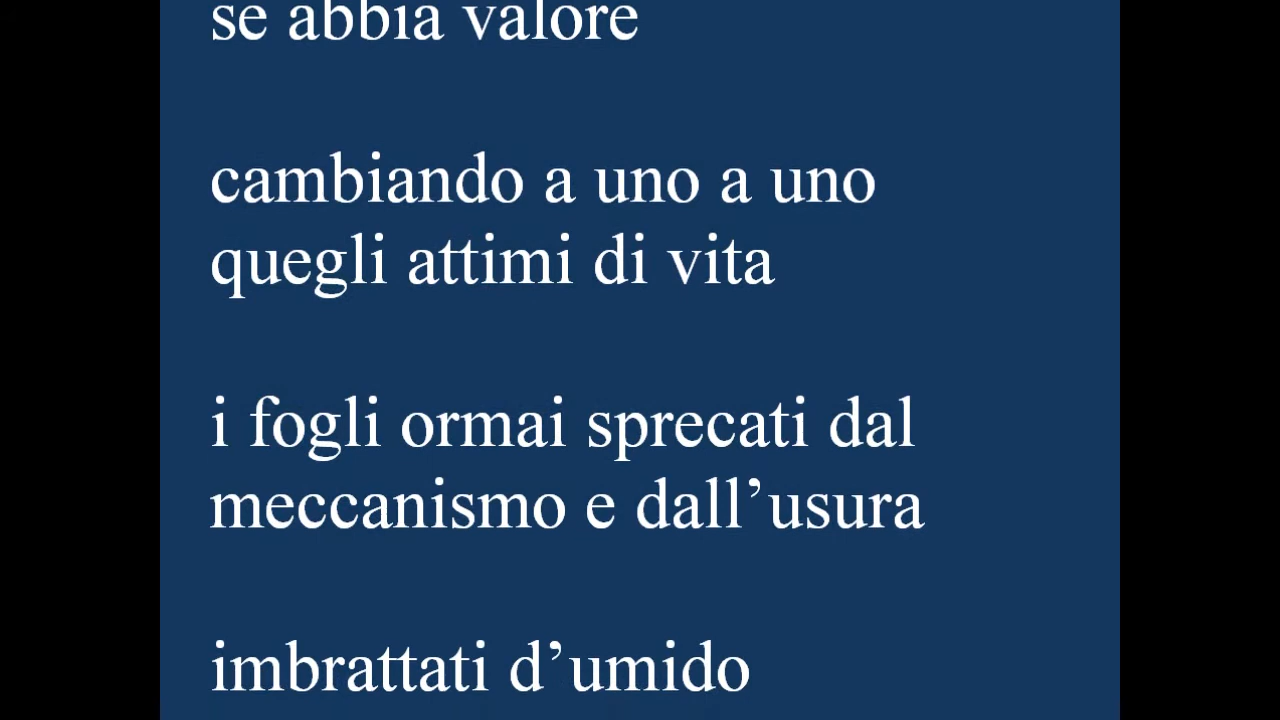 se abbia valore
cambiando a uno a uno
quegli attimi di vita
i fogli ormai sprecati dal
meccanismo e dall’usura
imbrattati d’umido